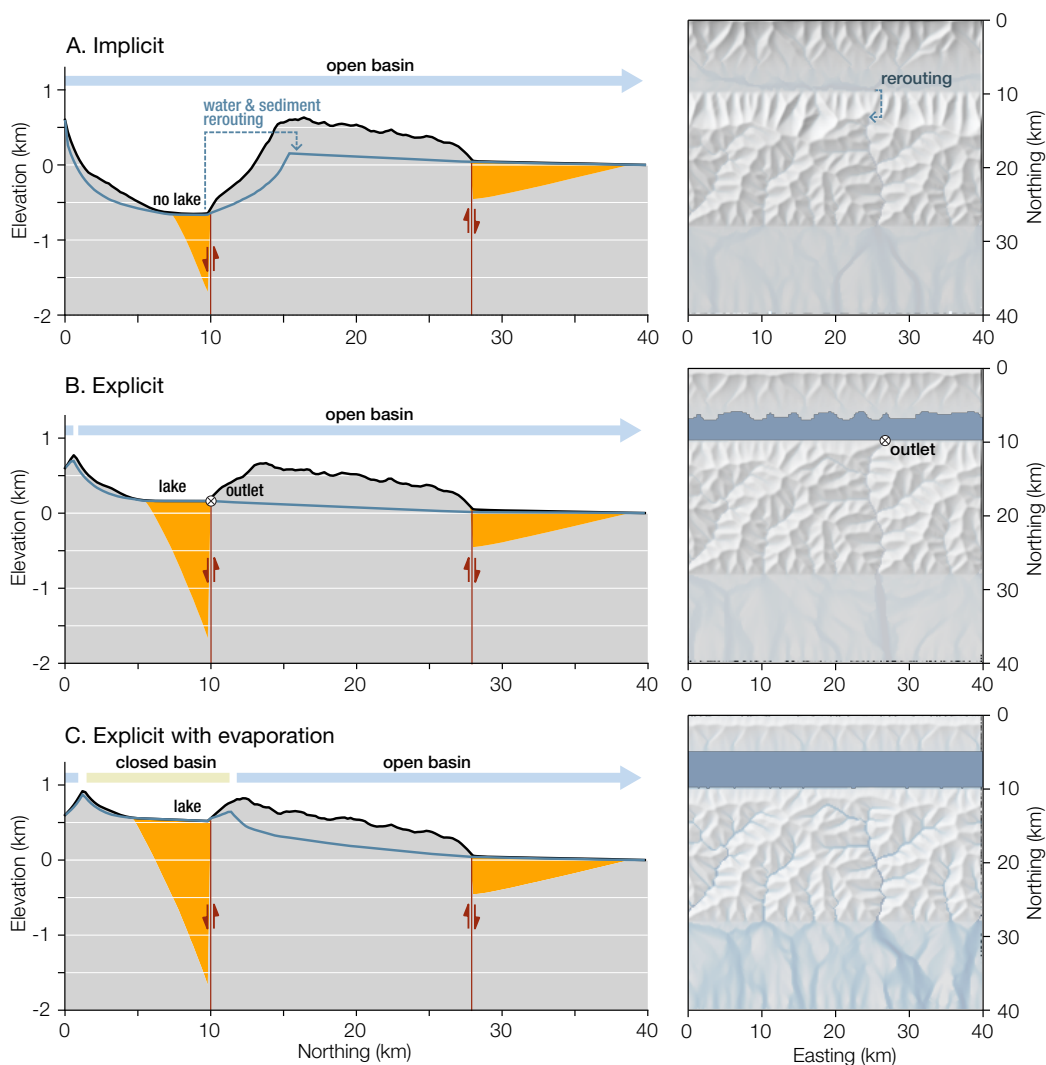 A. Implicit
open basin
water & sediment
rerouting
no lake
1
0
-1
-2
Elevation (km)
0
10
20
30
40
rerouting
0
10
20
30
40
Northing (km)
0
10
20
30
40
B. Explicit
open basin
lake
outlet
1
0
-1
-2
Elevation (km)
0
10
20
30
40
outlet
0
10
20
30
40
Northing (km)
0
10
20
30
40
C. Explicit with evaporation
closed basin
open basin
lake
1
0
-1
-2
Elevation (km)
0
10
20
30
40
Northing (km)
0
10
20
30
40
Northing (km)
0
10
20
30
40
Easting (km)